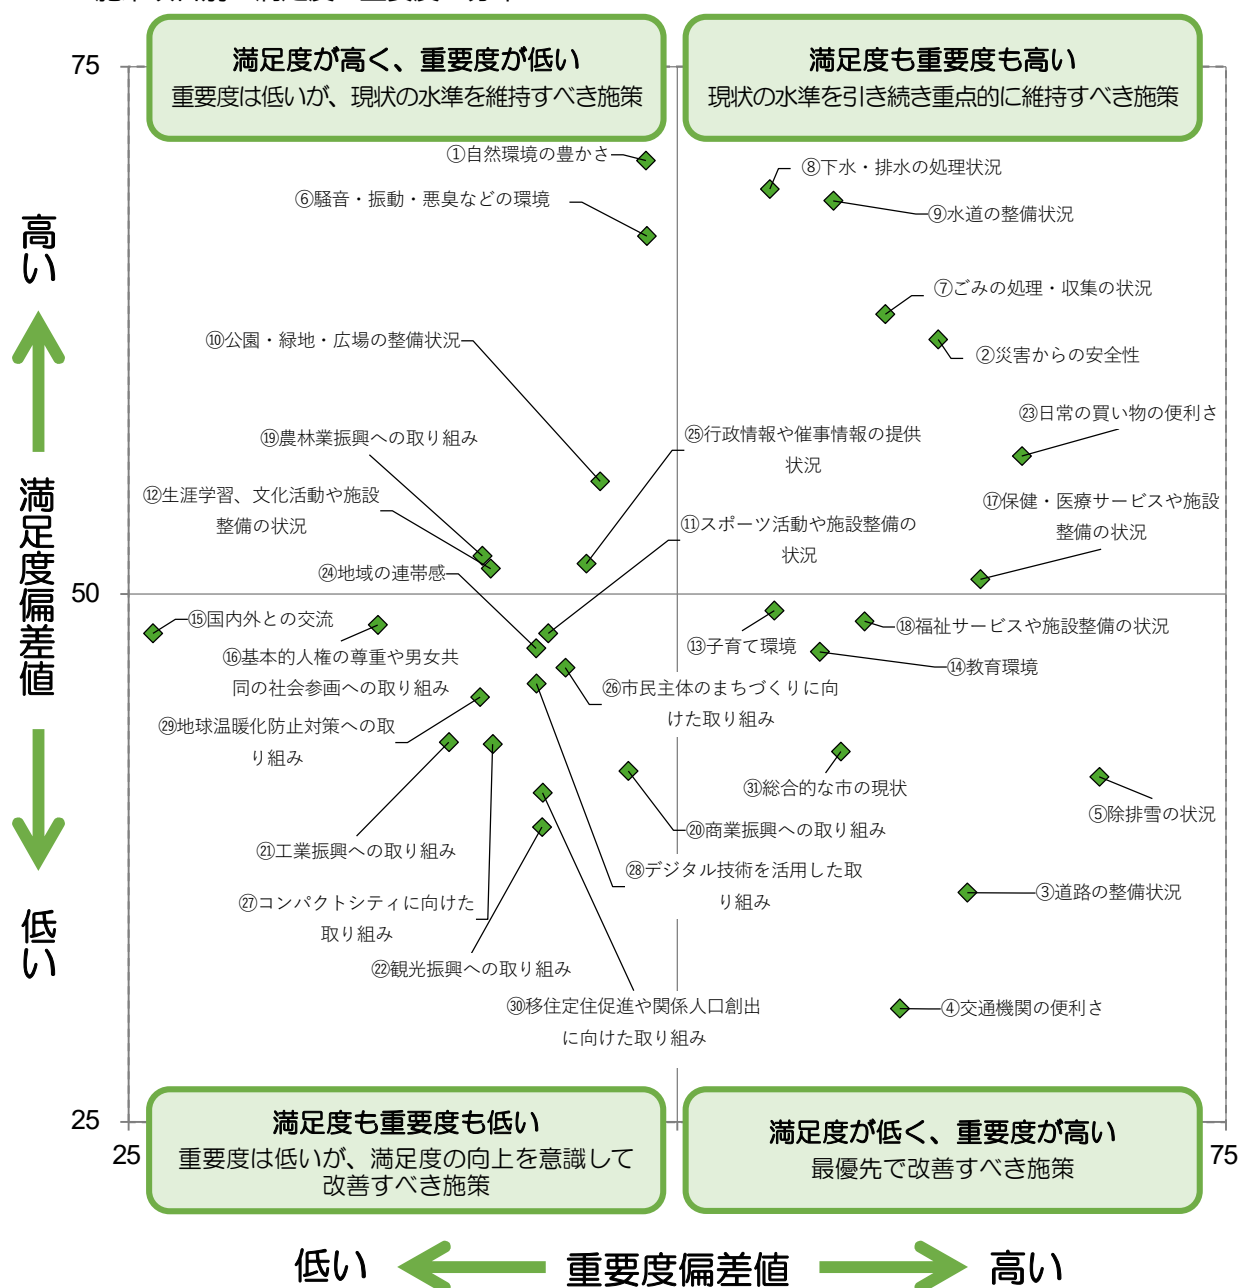 75
満足度が高く、重要度が低い
重要度は低いが、現状の水準を維持すべき施策
満足度も重要度も高い
現状の水準を引き続き重点的に維持すべき施策
①自然環境の豊かさ
⑧下水・排水の処理状況
⑥騒音・振動・悪臭などの環境
⑨水道の整備状況
高い
⑦ごみの処理・収集の状況
⑩公園・緑地・広場の整備状況
②災害からの安全性
㉓日常の買い物の便利さ
⑲農林業振興への取り組み
㉕行政情報や催事情報の提供
状況
⑫生涯学習、文化活動や施設
整備の状況
⑰保健・医療サービスや施設
整備の状況
⑪スポーツ活動や施設整備の
状況
㉔地域の連帯感
満足度偏差値
50
⑮国内外との交流
⑱福祉サービスや施設整備の状況
⑬子育て環境
⑯基本的人権の尊重や男女共
同の社会参画への取り組み
⑭教育環境
㉖市民主体のまちづくりに向
けた取り組み
㉙地球温暖化防止対策への取
り組み
㉛総合的な市の現状
⑤除排雪の状況
⑳商業振興への取り組み
㉑工業振興への取り組み
㉘デジタル技術を活用した取
り組み
③道路の整備状況
㉗コンパクトシティに向けた
取り組み
低い
㉒観光振興への取り組み
㉚移住定住促進や関係人口創出
に向けた取り組み
④交通機関の便利さ
25
満足度も重要度も低い
重要度は低いが、満足度の向上を意識して
改善すべき施策
満足度が低く、重要度が高い
最優先で改善すべき施策
25
75
低い
重要度偏差値
高い